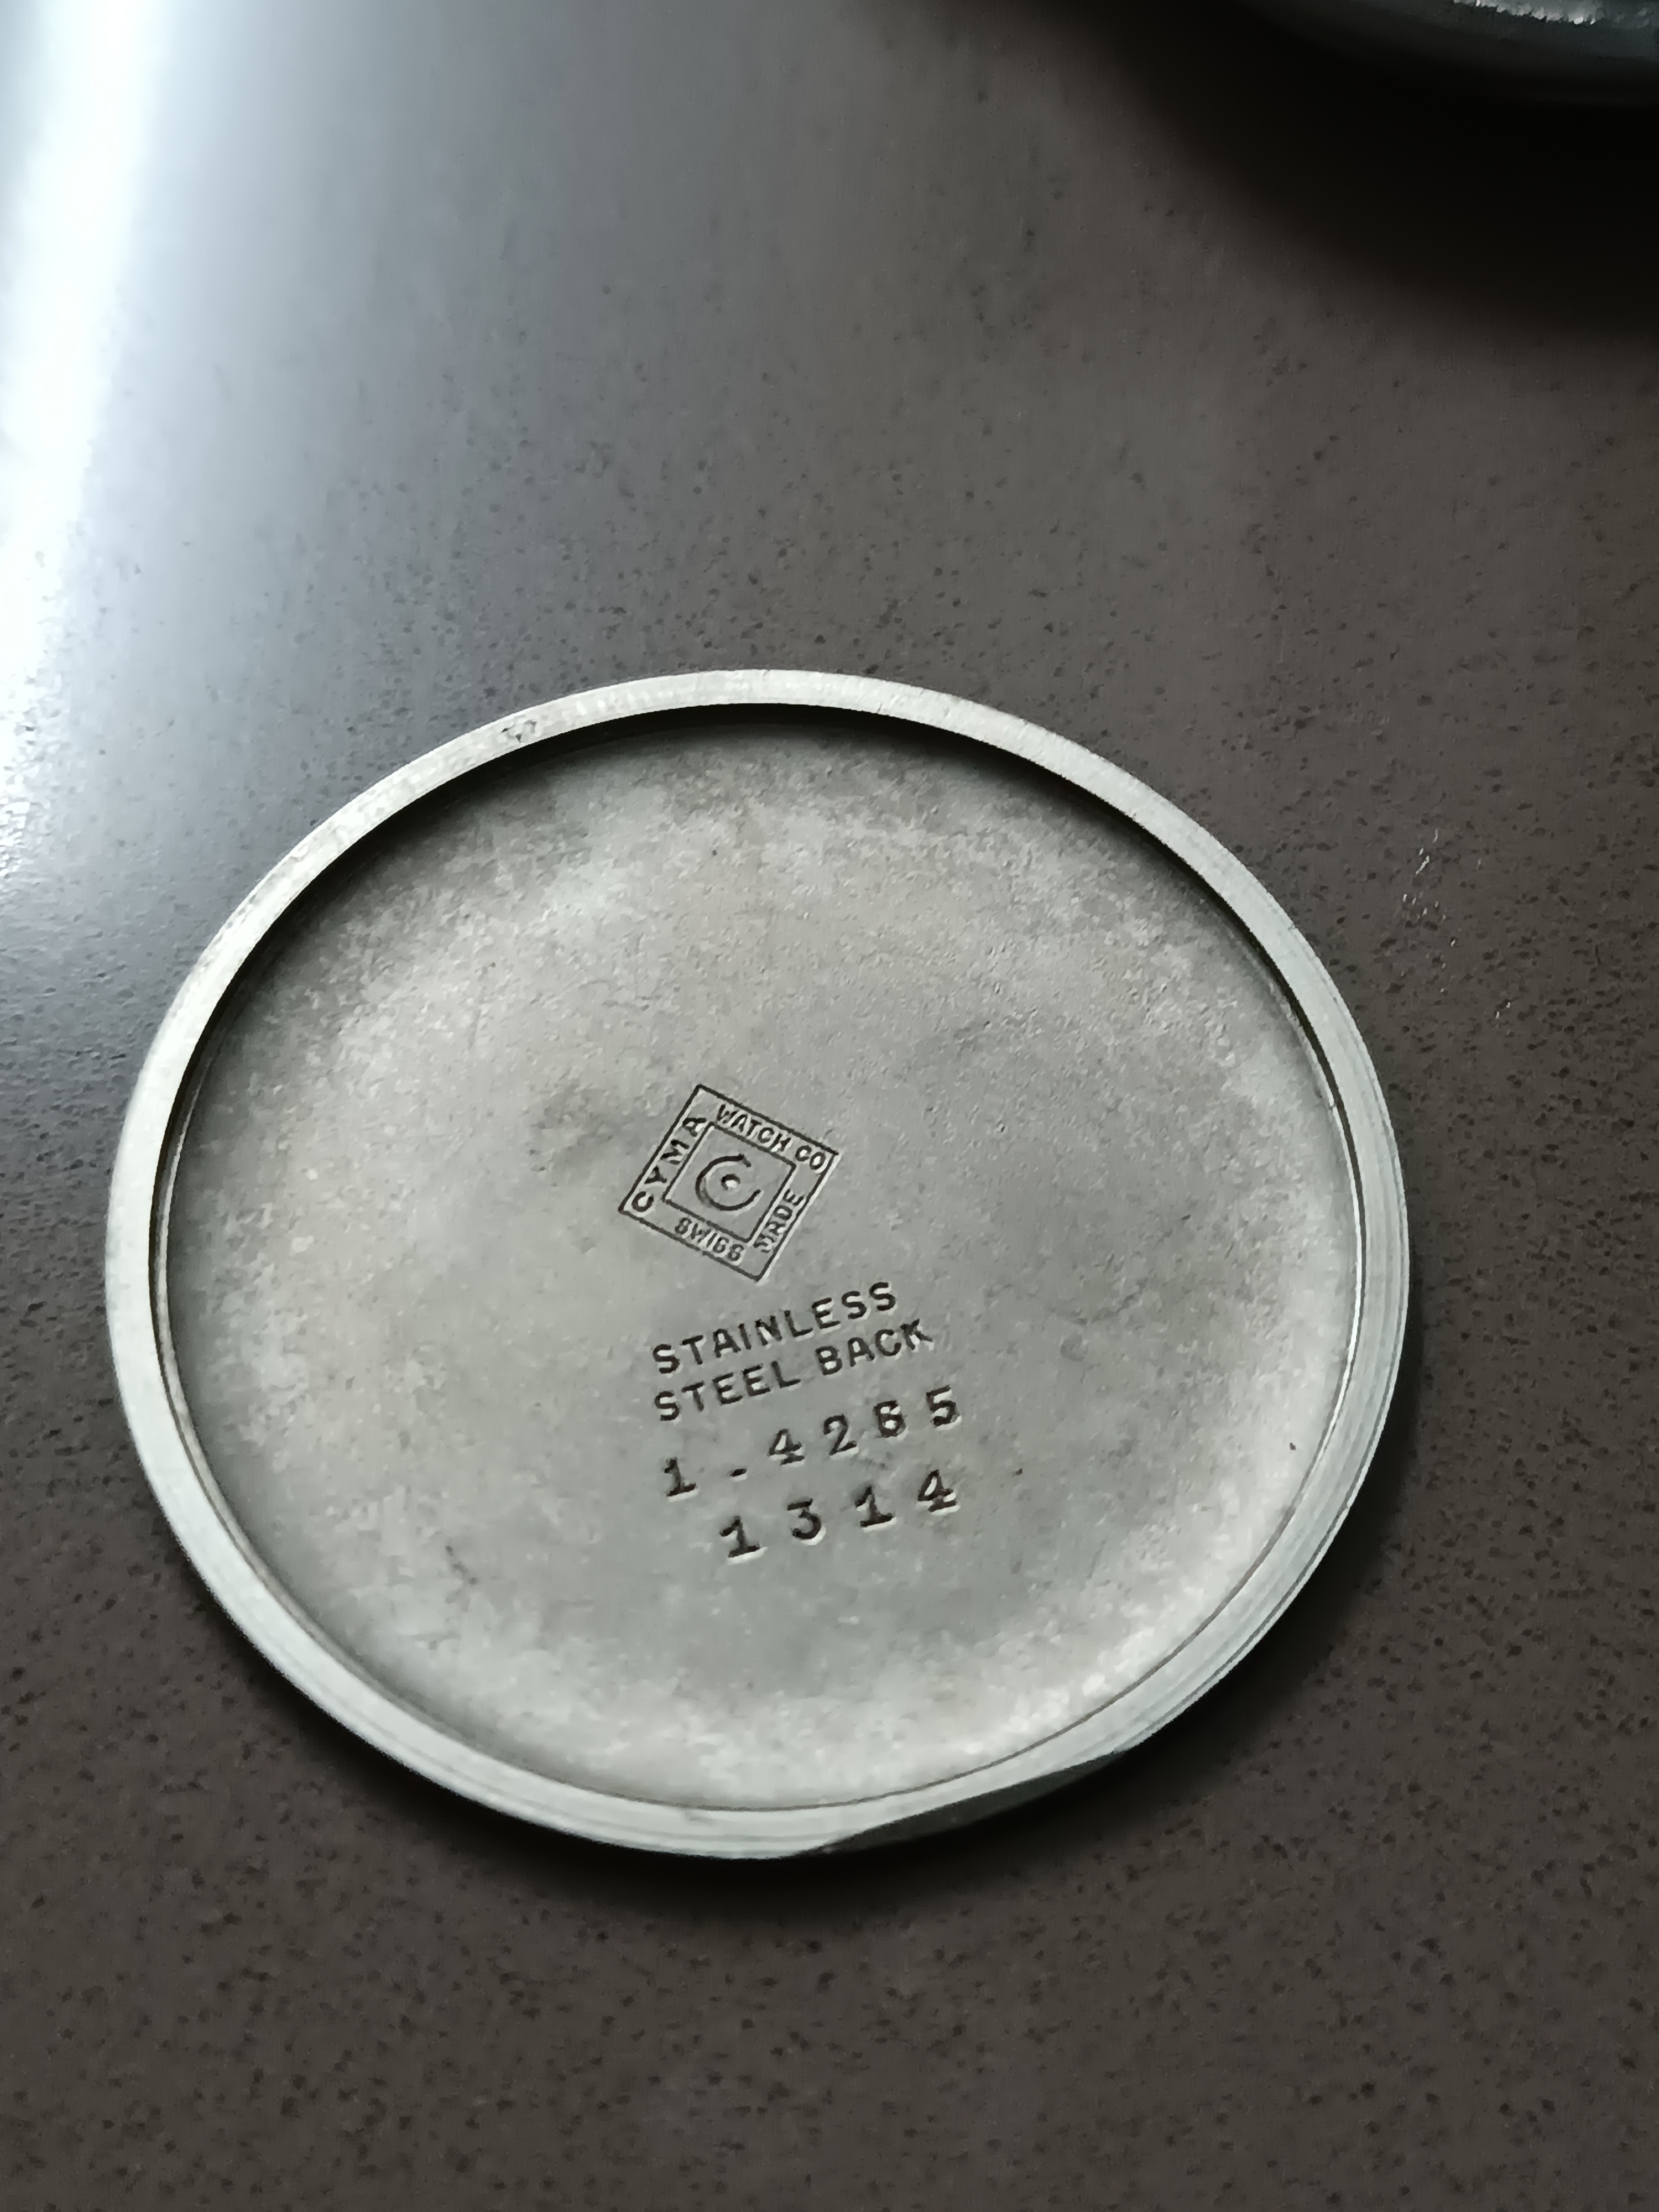 CYMA
WATCH CO
C
SWISS
MADE
STAINLESS
STEEL BACK
1.4265
1314